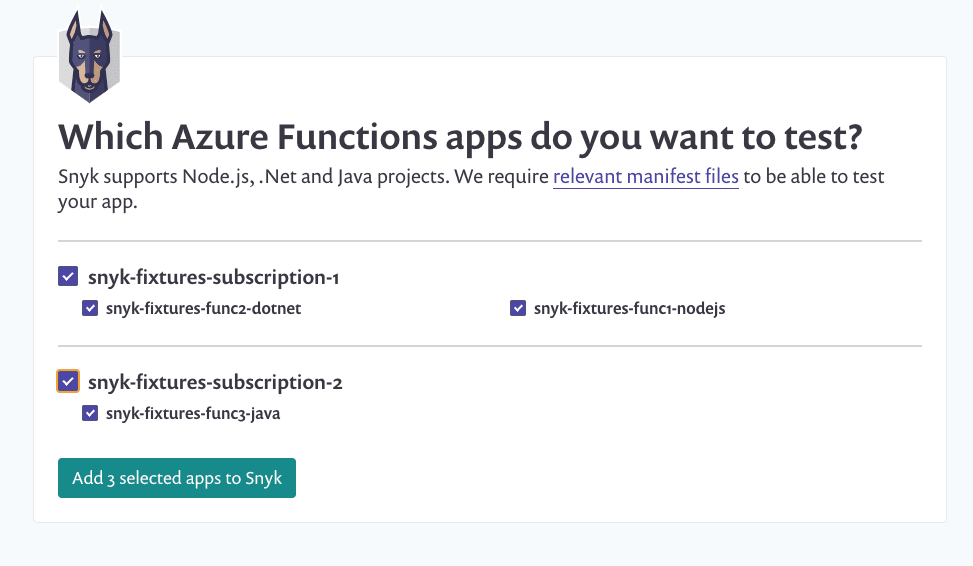 Which Azure Functions apps do you want to test?
Snyk supports Node.js, .Net and Java projects. We require relevant manifest files to be able to test
your app.
snyk-fixtures-subscription-1
snyk-fixtures-func2-dotnet
snyk-fixtures-func1-nodejs
snyk-fixtures-subscription-2
snyk-fixtures-func3-java
Add 3 selected apps to Snyk